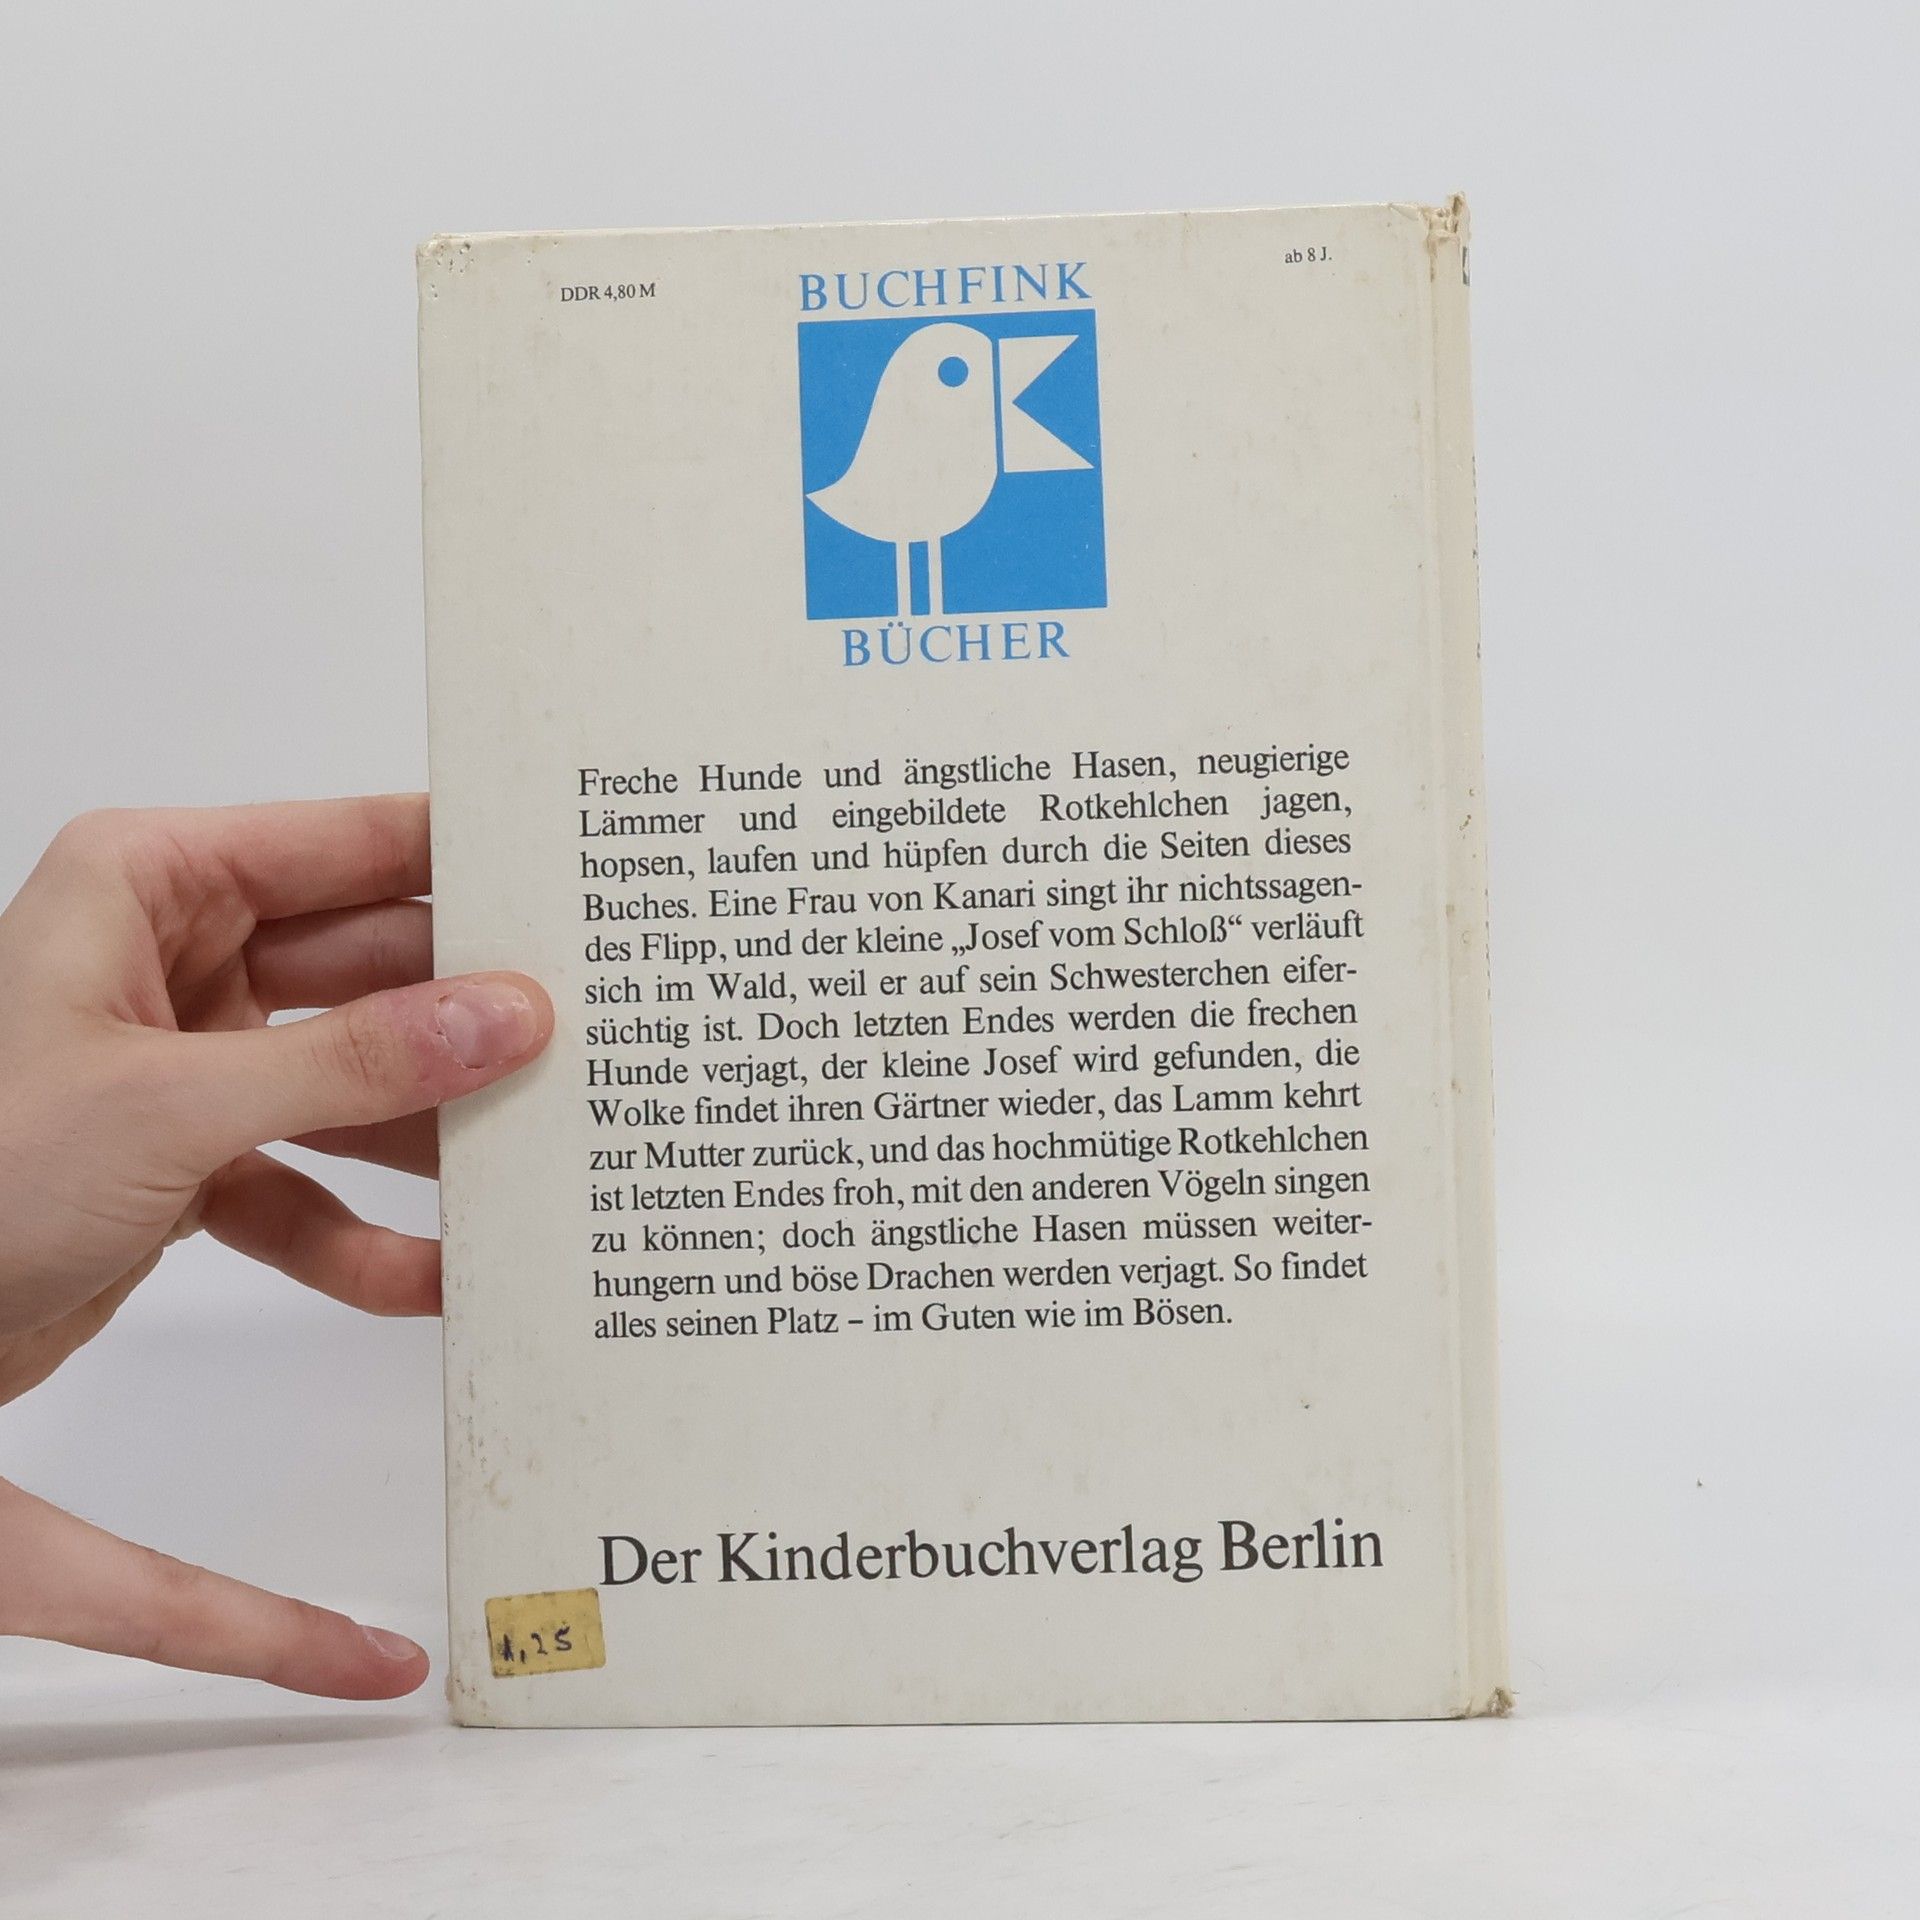 DDR 4,80 M
ab 8 J.
BUCHFINK
BÜCHER
Freche Hunde und ängstliche Hasen, neugierige
Lämmer und eingebildete Rotkehlchen jagen,
hopsen, laufen und hüpfen durch die Seiten dieses
Buches. Eine Frau von Kanari singt ihr nichtssagen-
des Flipp, und der kleine „Josef vom Schloß“ verläuft
sich im Wald, weil er auf sein Schwesterchen eifer-
süchtig ist. Doch letzten Endes werden die frechen
Hunde verjagt, der kleine Josef wird gefunden, die
Wolke findet ihren Gärtner wieder, das Lamm kehrt
zur Mutter zurück, und das hochmütige Rotkehlchen
ist letzten Endes froh, mit den anderen Vögeln singen
zu können; doch ängstliche Hasen müssen weiter-
hungern und böse Drachen werden verjagt. So findet
alles seinen Platz – im Guten wie im Bösen.
Der Kinderbuchverlag Berlin
1,25